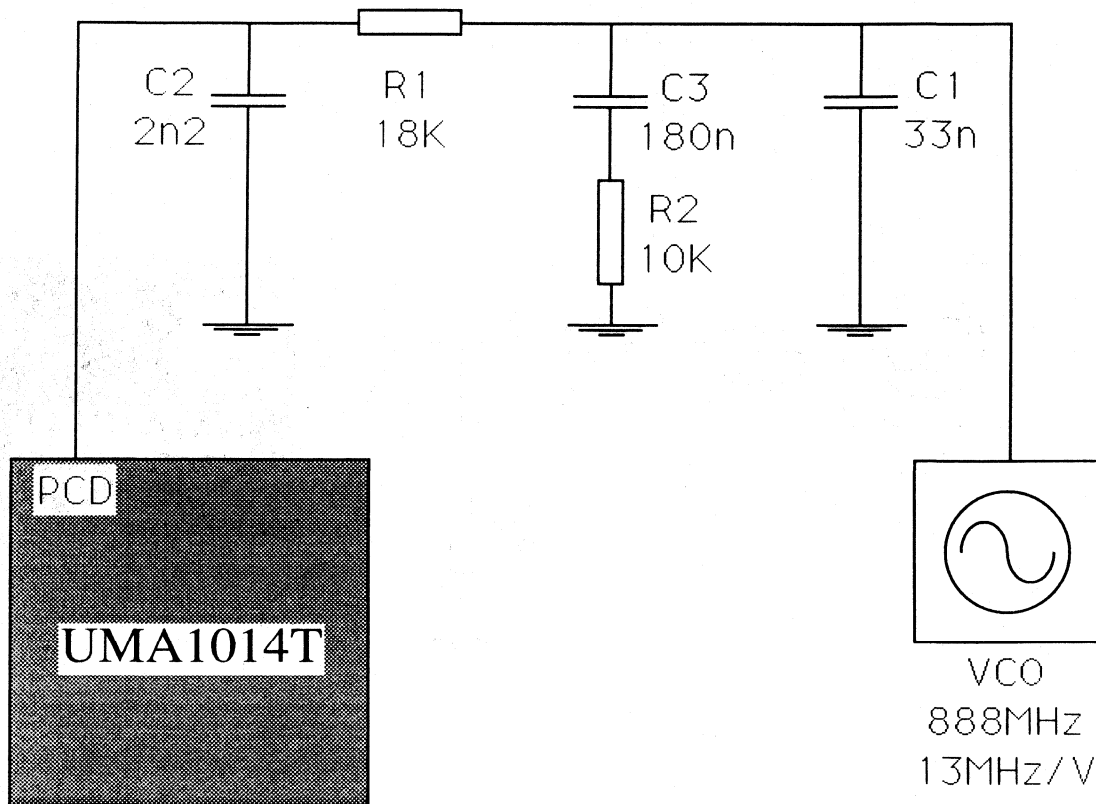 C2
2n2
R1
18K
C3
180n
R2
10K
C1
33n
PCD
UMA1014T
VCO
888MHz
13MHz/V